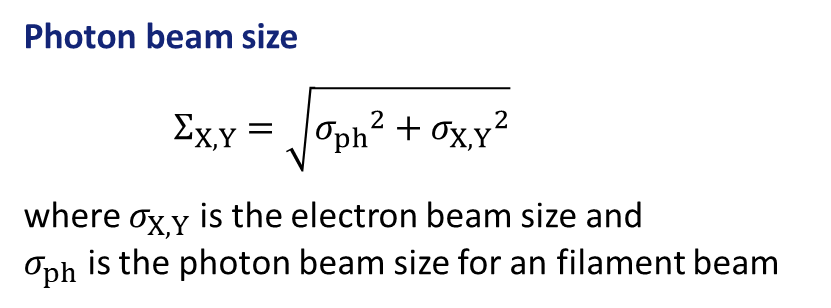 Photon beam size
Σ_X,Y = √(σ_ph² + σ_X,Y²)
where σ_X,Y is the electron beam size and
σ_ph is the photon beam size for an filament beam